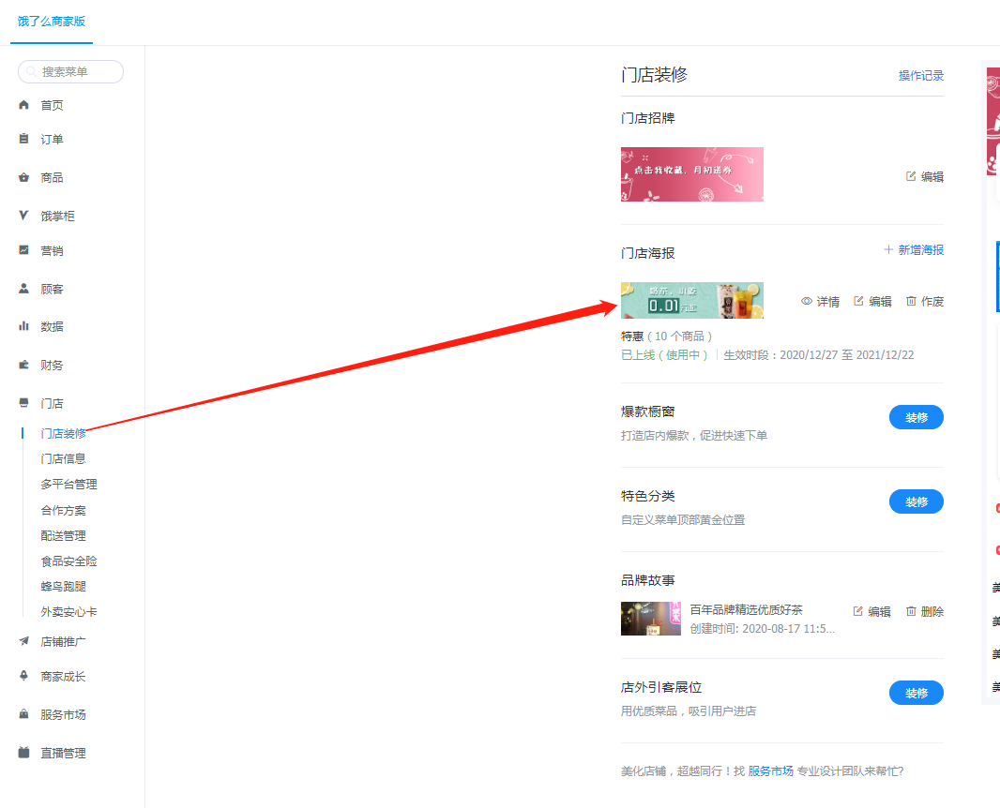 饿了么商家版
搜索菜单
首页
订单
商品
饿掌柜
营销
顾客
数据
财务
门店
门店装修
门店信息
多平台管理
合作方案
配送管理
食品安全险
蜂鸟跑腿
外卖安心卡
店铺推广
商家成长
服务市场
直播管理
门店装修
操作记录
门店招牌
点击我收藏，月初送券
编辑
门店海报
+ 新增海报
0.01
详情 编辑 作废
特惠（10 个商品）
已上线（使用中）| 生效时段：2020/12/27 至 2021/12/22
爆款橱窗
装修
打造店内爆款，促进快速下单
特色分类
装修
自定义菜单顶部黄金位置
品牌故事
百年品牌精选优质好茶
编辑 删除
创建时间: 2020-08-17 11:5...
店外引客展位
装修
用优质菜品，吸引用户进店
美化店铺，超越同行！找 服务市场 专业设计团队来帮忙?